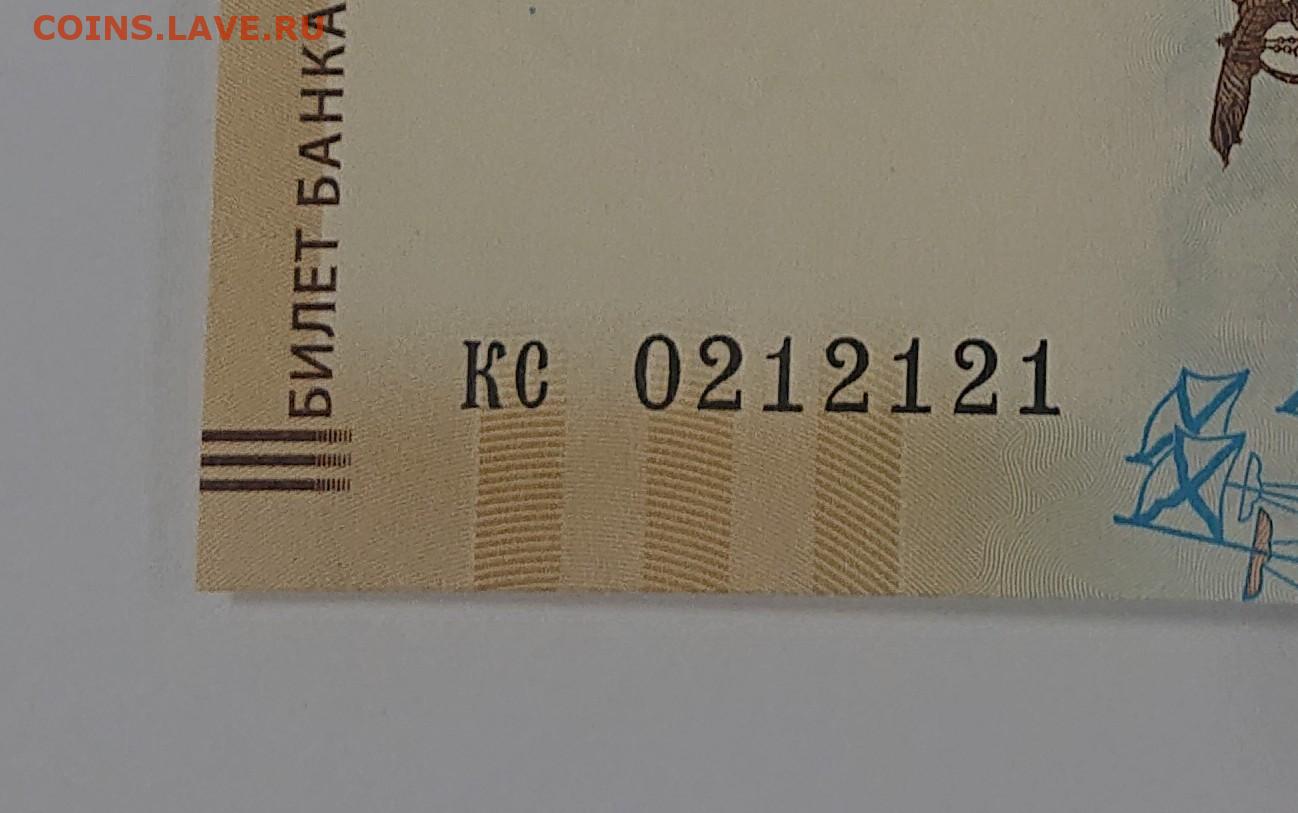 COINS.LAVE.RU
БИЛЕТ БАНКА
КС 0212121